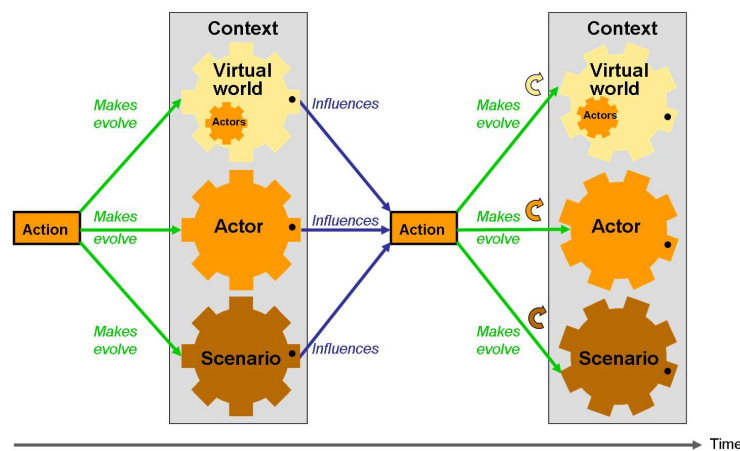 Context
Virtual
world
Actors
Makes
evolve
Influences
Action
Makes
evolve
Actor
Influences
Makes
evolve
Scenario
Influences
Action
Context
Makes
evolve
Virtual
world
Actors
Makes
evolve
Actor
Makes
evolve
Scenario
Time